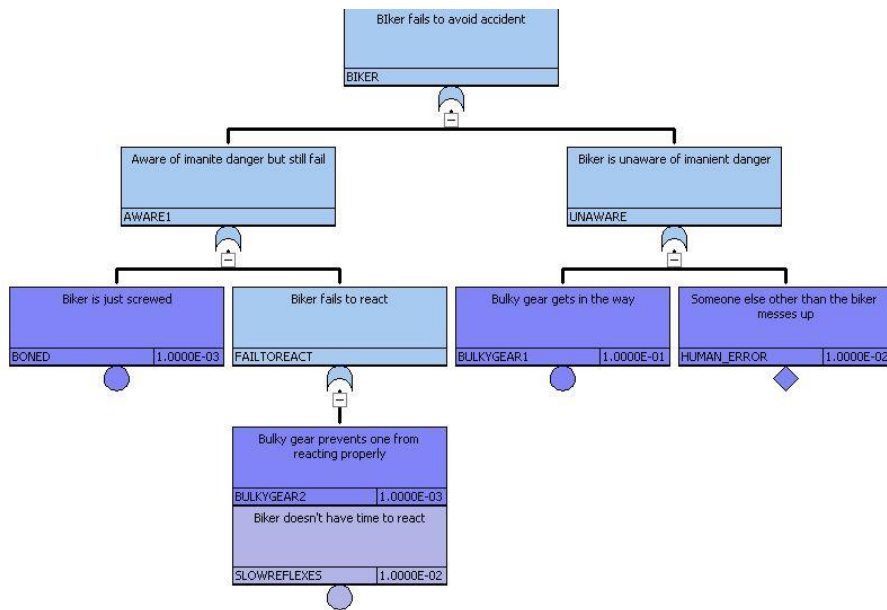 BIker fails to avoid accident
BIKER
Aware of imanite danger but still fail
AWARE1
Biker is unaware of imanient danger
UNAWARE
Biker is just screwed
BONED 1.0000E-03
Biker fails to react
FAILTOREACT
Bulky gear gets in the way
BULKYGEAR1 1.0000E-01
Someone else other than the biker
messes up
HUMAN_ERROR 1.0000E-02
Bulky gear prevents one from
reacting properly
BULKYGEAR2 1.0000E-03
Biker doesn't have time to react
SLOWREFLEXES 1.0000E-02